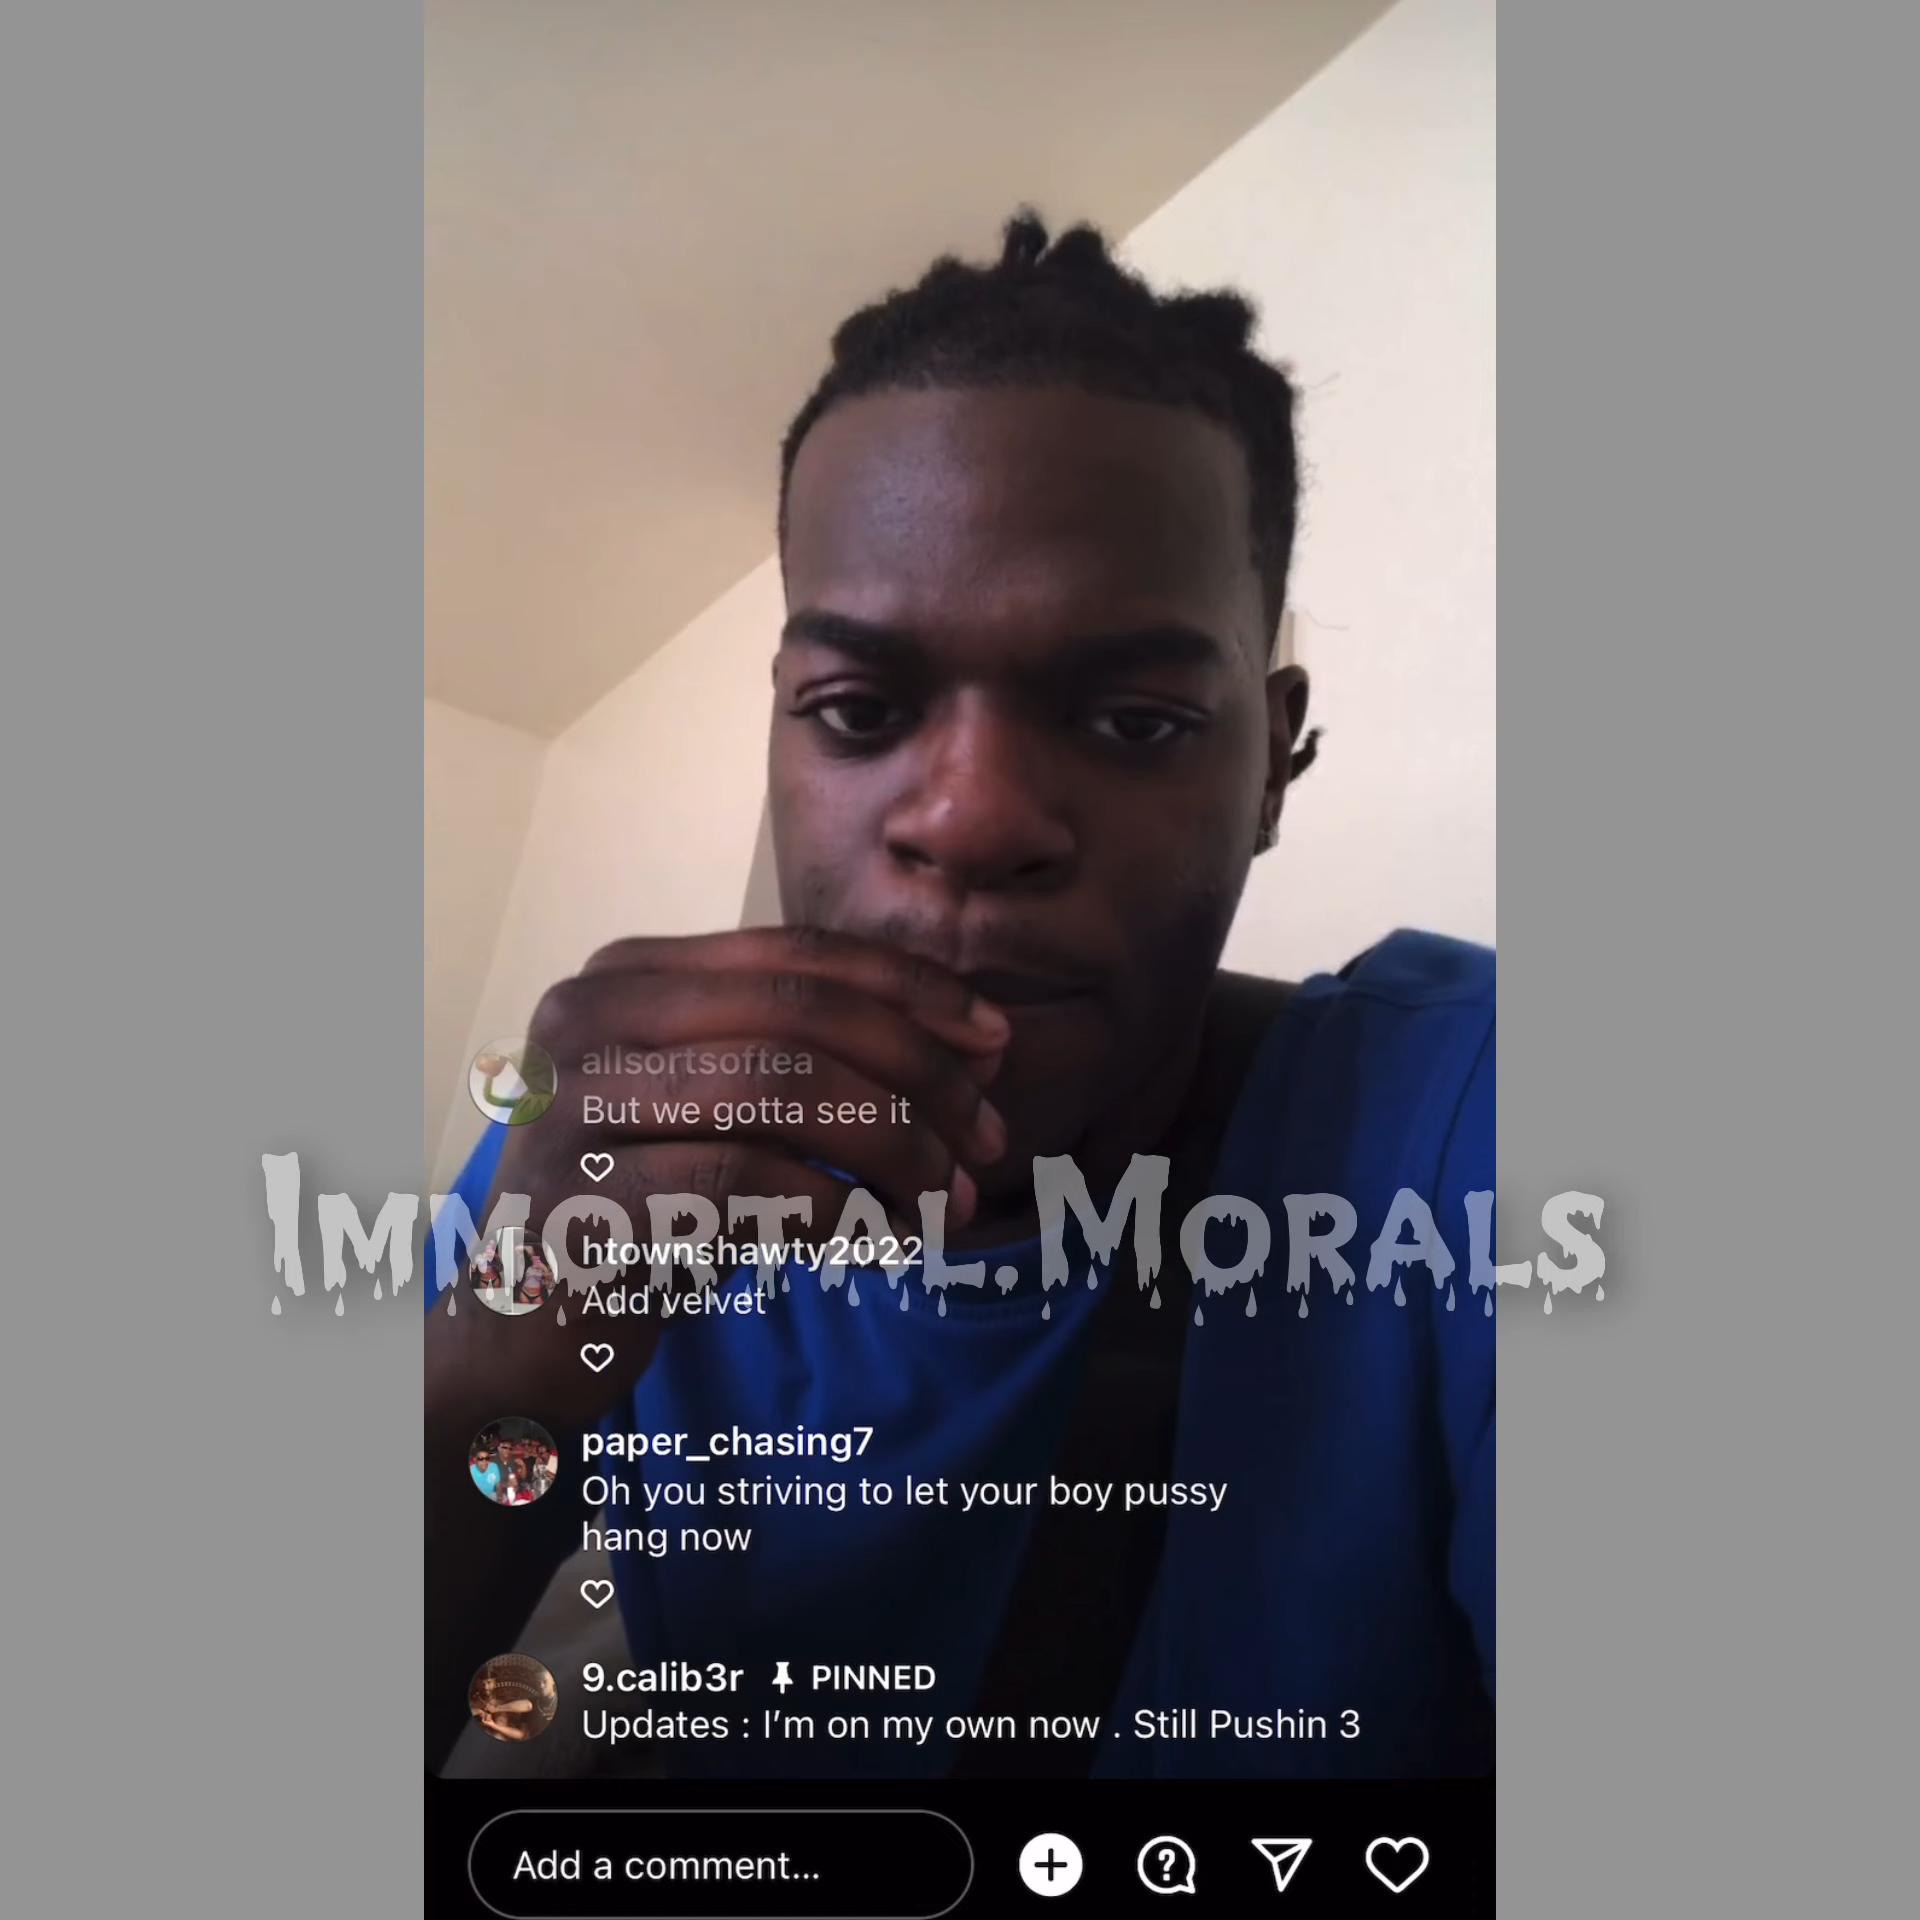 allsortsoftea
But we gotta see it
IMMORTAL.MORALS
htownshawty2022
Add velvet
paper_chasing7
Oh you striving to let your boy pussy
hang now
9.calib3r PINNED
Updates : I’m on my own now . Still Pushin 3
Add a comment...